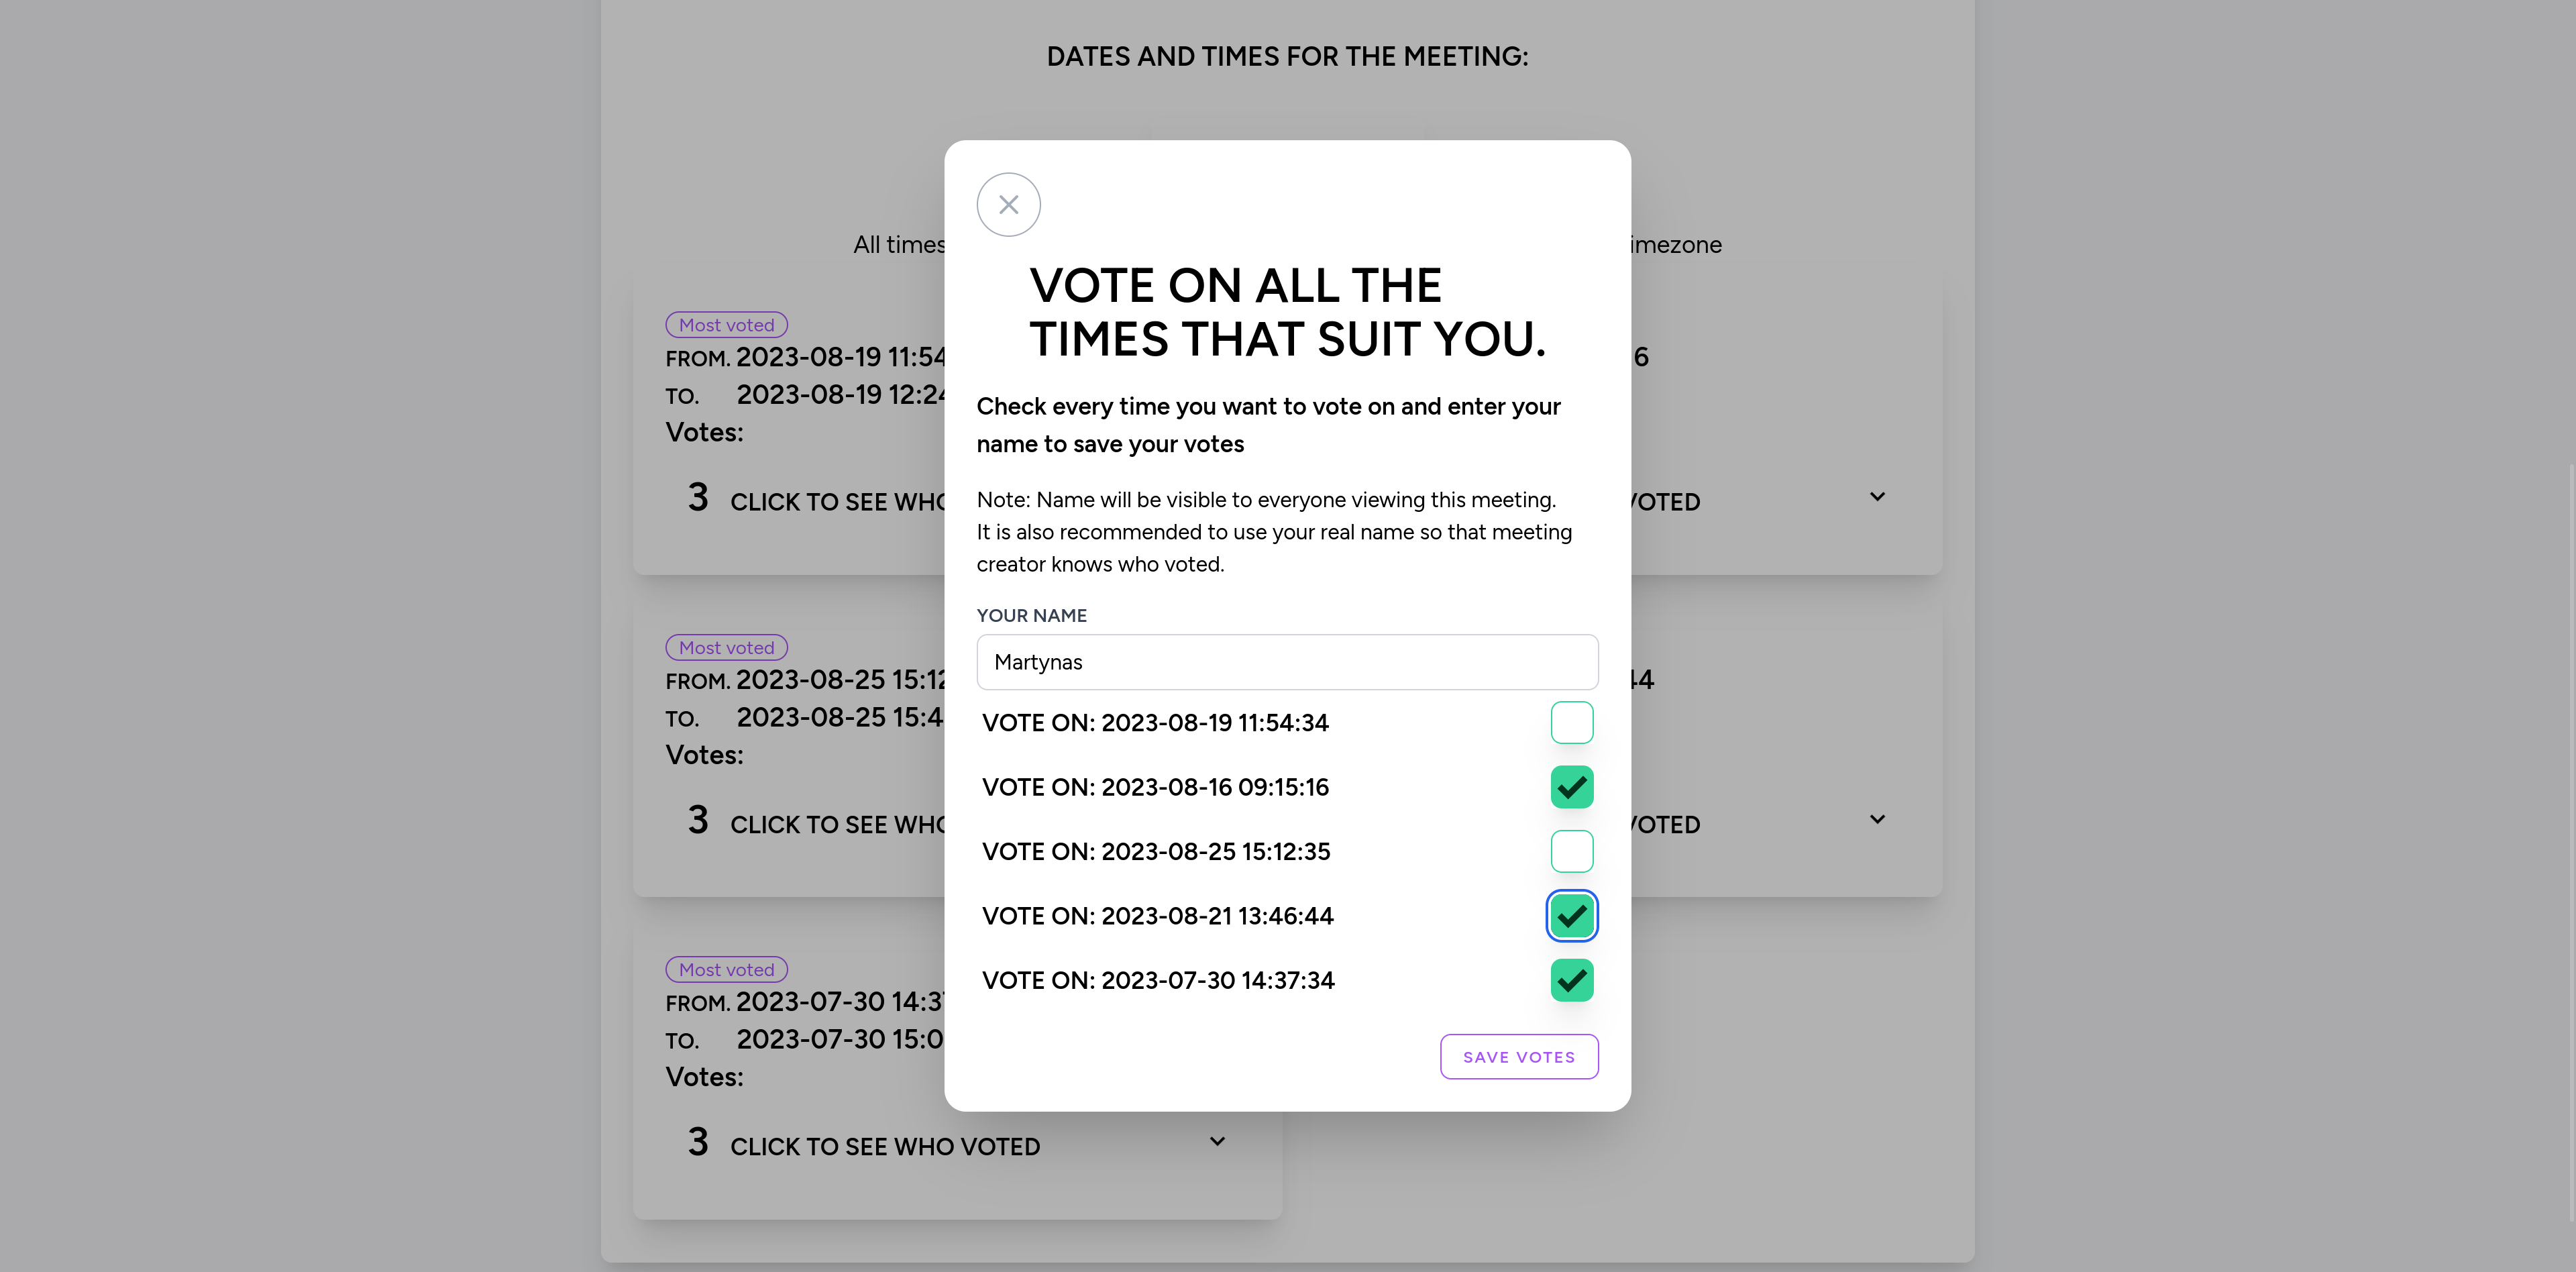 DATES AND TIMES FOR THE MEETING:
All times
imezone
VOTE ON ALL THE
TIMES THAT SUIT YOU.
Check every time you want to vote on and enter your
name to save your votes
Note: Name will be visible to everyone viewing this meeting.
It is also recommended to use your real name so that meeting
creator knows who voted.
YOUR NAME
Martynas
VOTE ON: 2023-08-19 11:54:34
VOTE ON: 2023-08-16 09:15:16
VOTE ON: 2023-08-25 15:12:35
VOTE ON: 2023-08-21 13:46:44
VOTE ON: 2023-07-30 14:37:34
SAVE VOTES
Most voted
FROM. 2023-08-19 11:54
TO. 2023-08-19 12:24
Votes:
3 CLICK TO SEE WHO
6
VOTED
Most voted
FROM. 2023-08-25 15:12
TO. 2023-08-25 15:4
Votes:
3 CLICK TO SEE WHO
44
VOTED
Most voted
FROM. 2023-07-30 14:37
TO. 2023-07-30 15:0
Votes:
3 CLICK TO SEE WHO VOTED